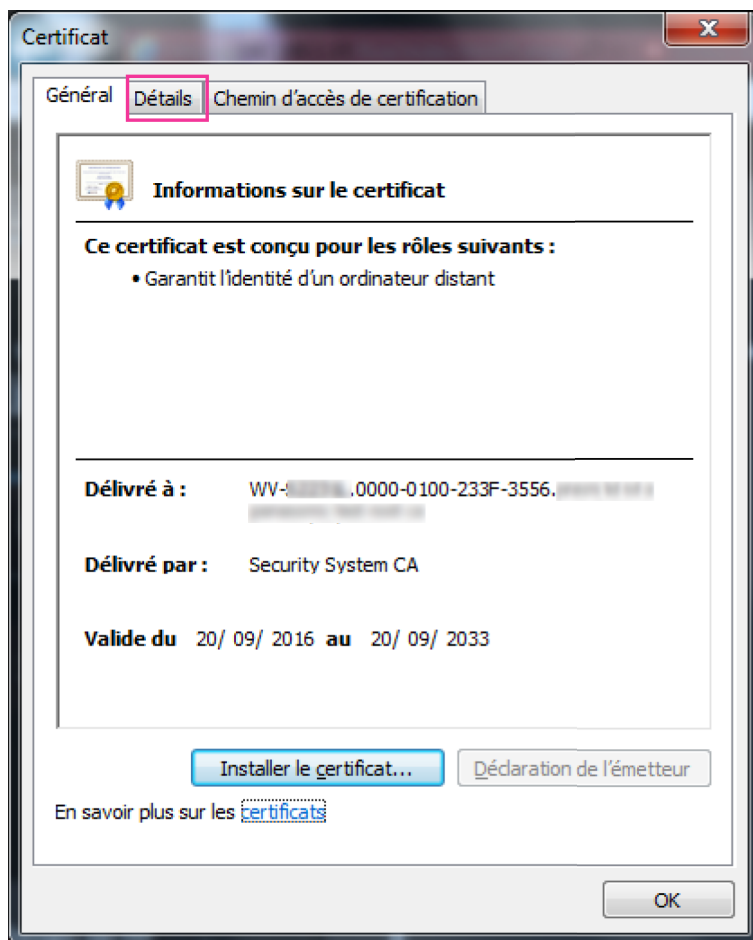 Certificat
Général Détails Chemin d'accès de certification
Informations sur le certificat
Ce certificat est conçu pour les rôles suivants :
• Garantit l'identité d'un ordinateur distant
Délivré à : WV- .0000-0100-233F-3556.
Délivré par : Security System CA
Valide du 20/ 09/ 2016 au 20/ 09/ 2033
Installer le certificat... Déclaration de l'émetteur
En savoir plus sur les certificats
OK